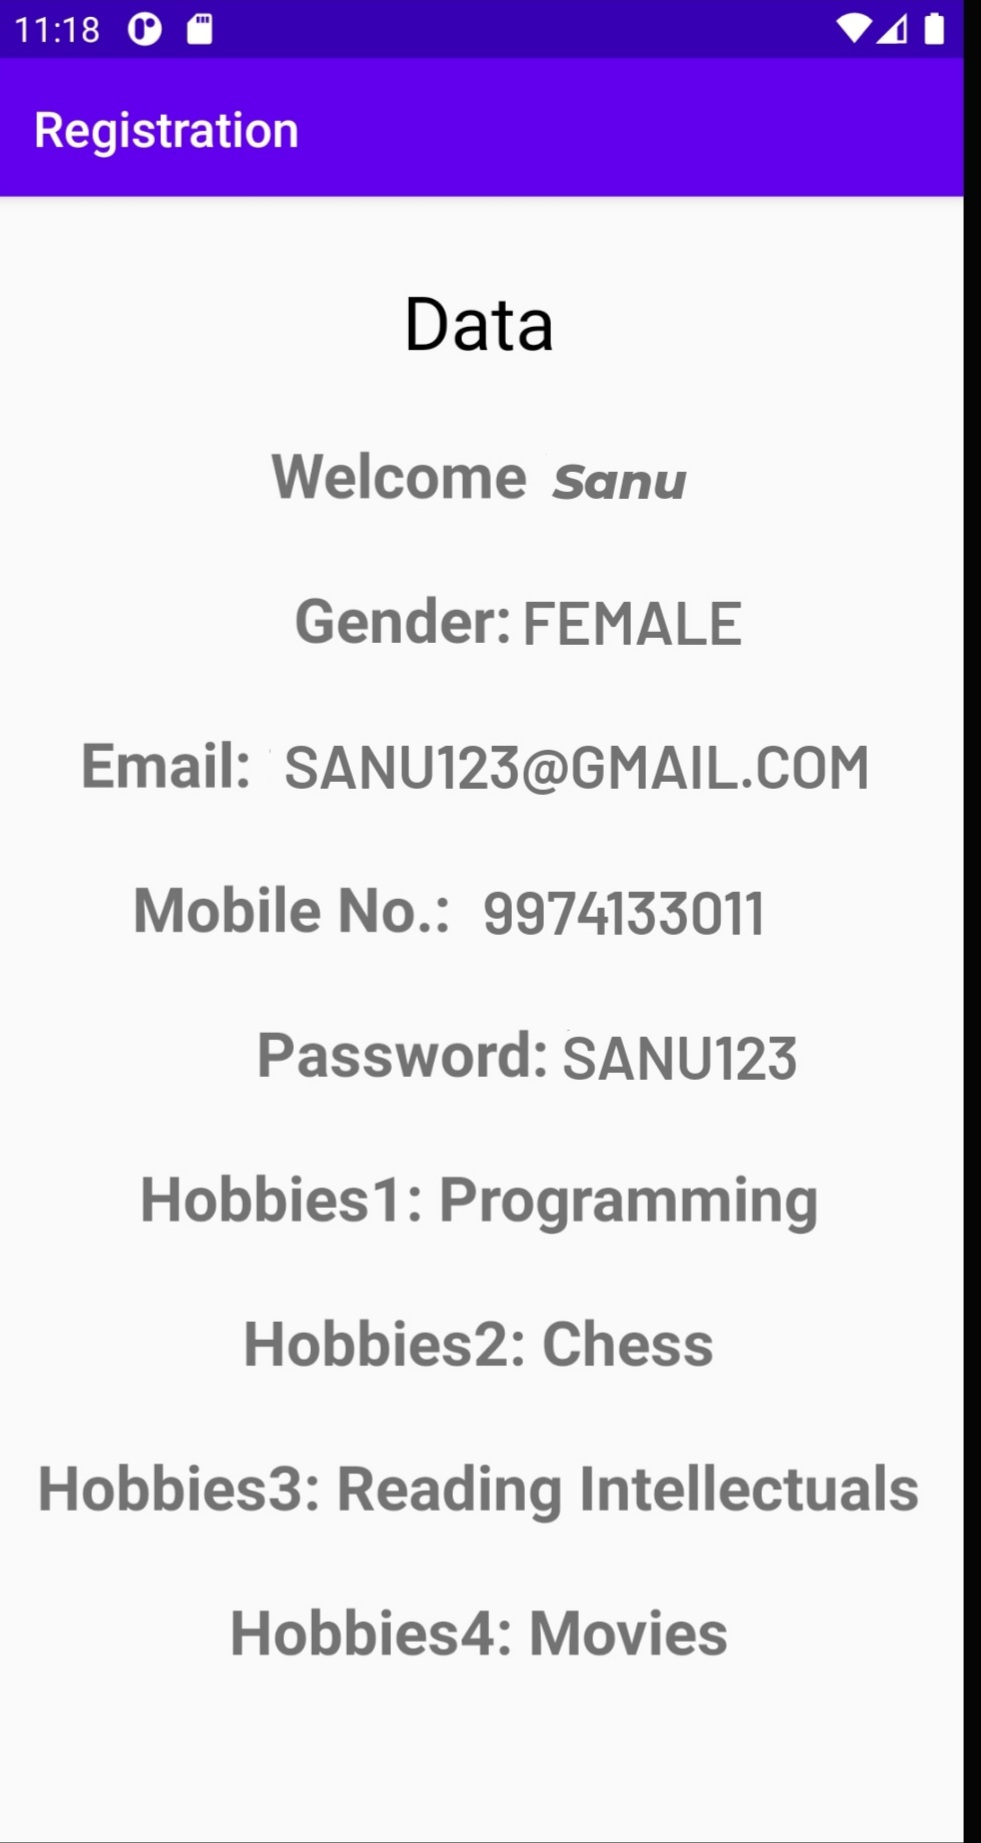 11:18
Registration
Data
Welcome Sanu
Gender: FEMALE
Email: SANU123@GMAIL.COM
Mobile No.: 9974133011
Password: SANU123
Hobbies1: Programming
Hobbies2: Chess
Hobbies3: Reading Intellectuals
Hobbies4: Movies